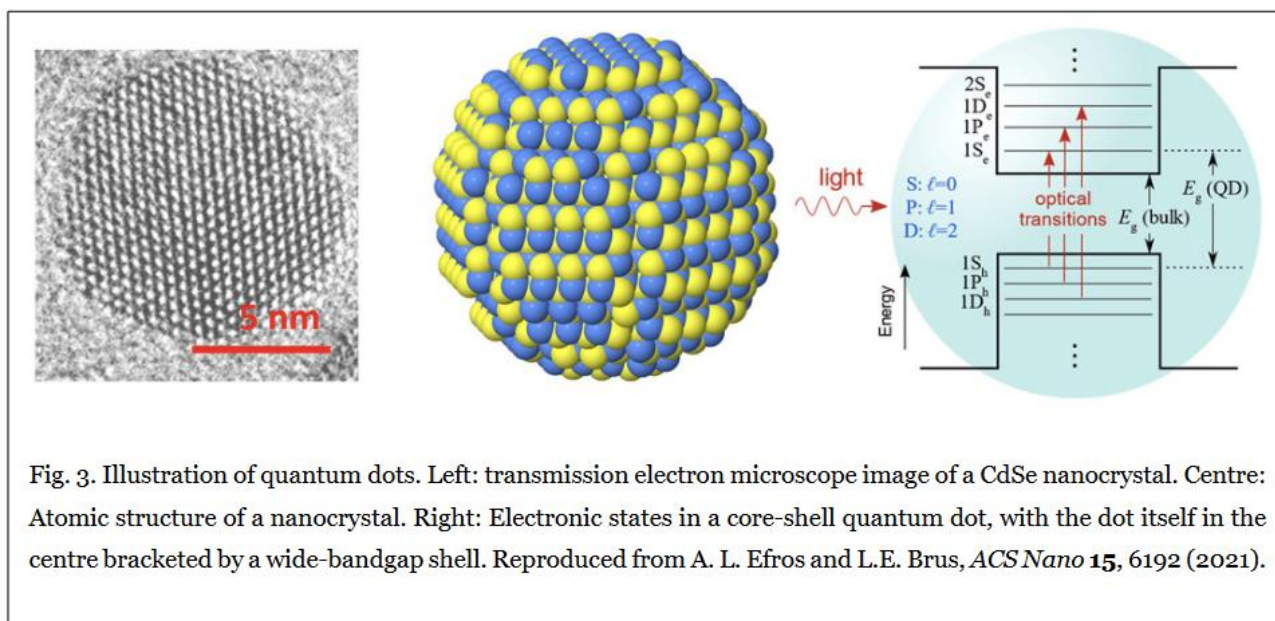 5 nm
light
S: ℓ=0
P: ℓ=1
D: ℓ=2
Energy
2Sₑ
1Dₑ
1Pₑ
1Sₑ
optical
transitions
E_g (bulk)
E_g (QD)
1Sₕ
1Pₕ
1Dₕ
Fig. 3. Illustration of quantum dots. Left: transmission electron microscope image of a CdSe nanocrystal. Centre:
Atomic structure of a nanocrystal. Right: Electronic states in a core-shell quantum dot, with the dot itself in the
centre bracketed by a wide-bandgap shell. Reproduced from A. L. Efros and L.E. Brus, ACS Nano 15, 6192 (2021).